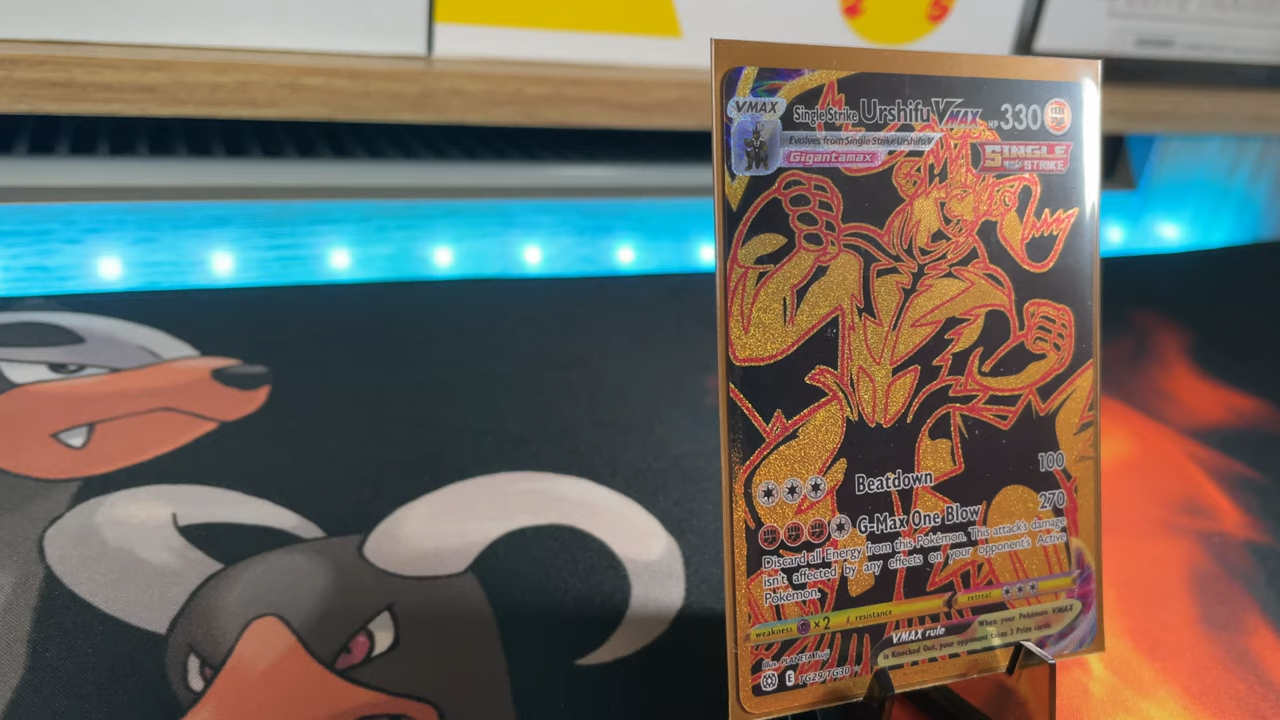 VMAX
Single Strike Urshifu VMAX HP 330
Evolves from Single Strike Urshifu V
Gigantamax
SINGLE STRIKE
Beatdown 100
G-Max One Blow 270
Discard all Energy from this Pokémon. This attack's damage
isn't affected by any effects on your opponent's Active
Pokémon.
weakness ×2 resistance retreat
VMAX rule When your Pokémon VMAX
is Knocked Out, your opponent takes 3 Prize cards.
Illus. PLANETA Tsuji
E TG29/TG30